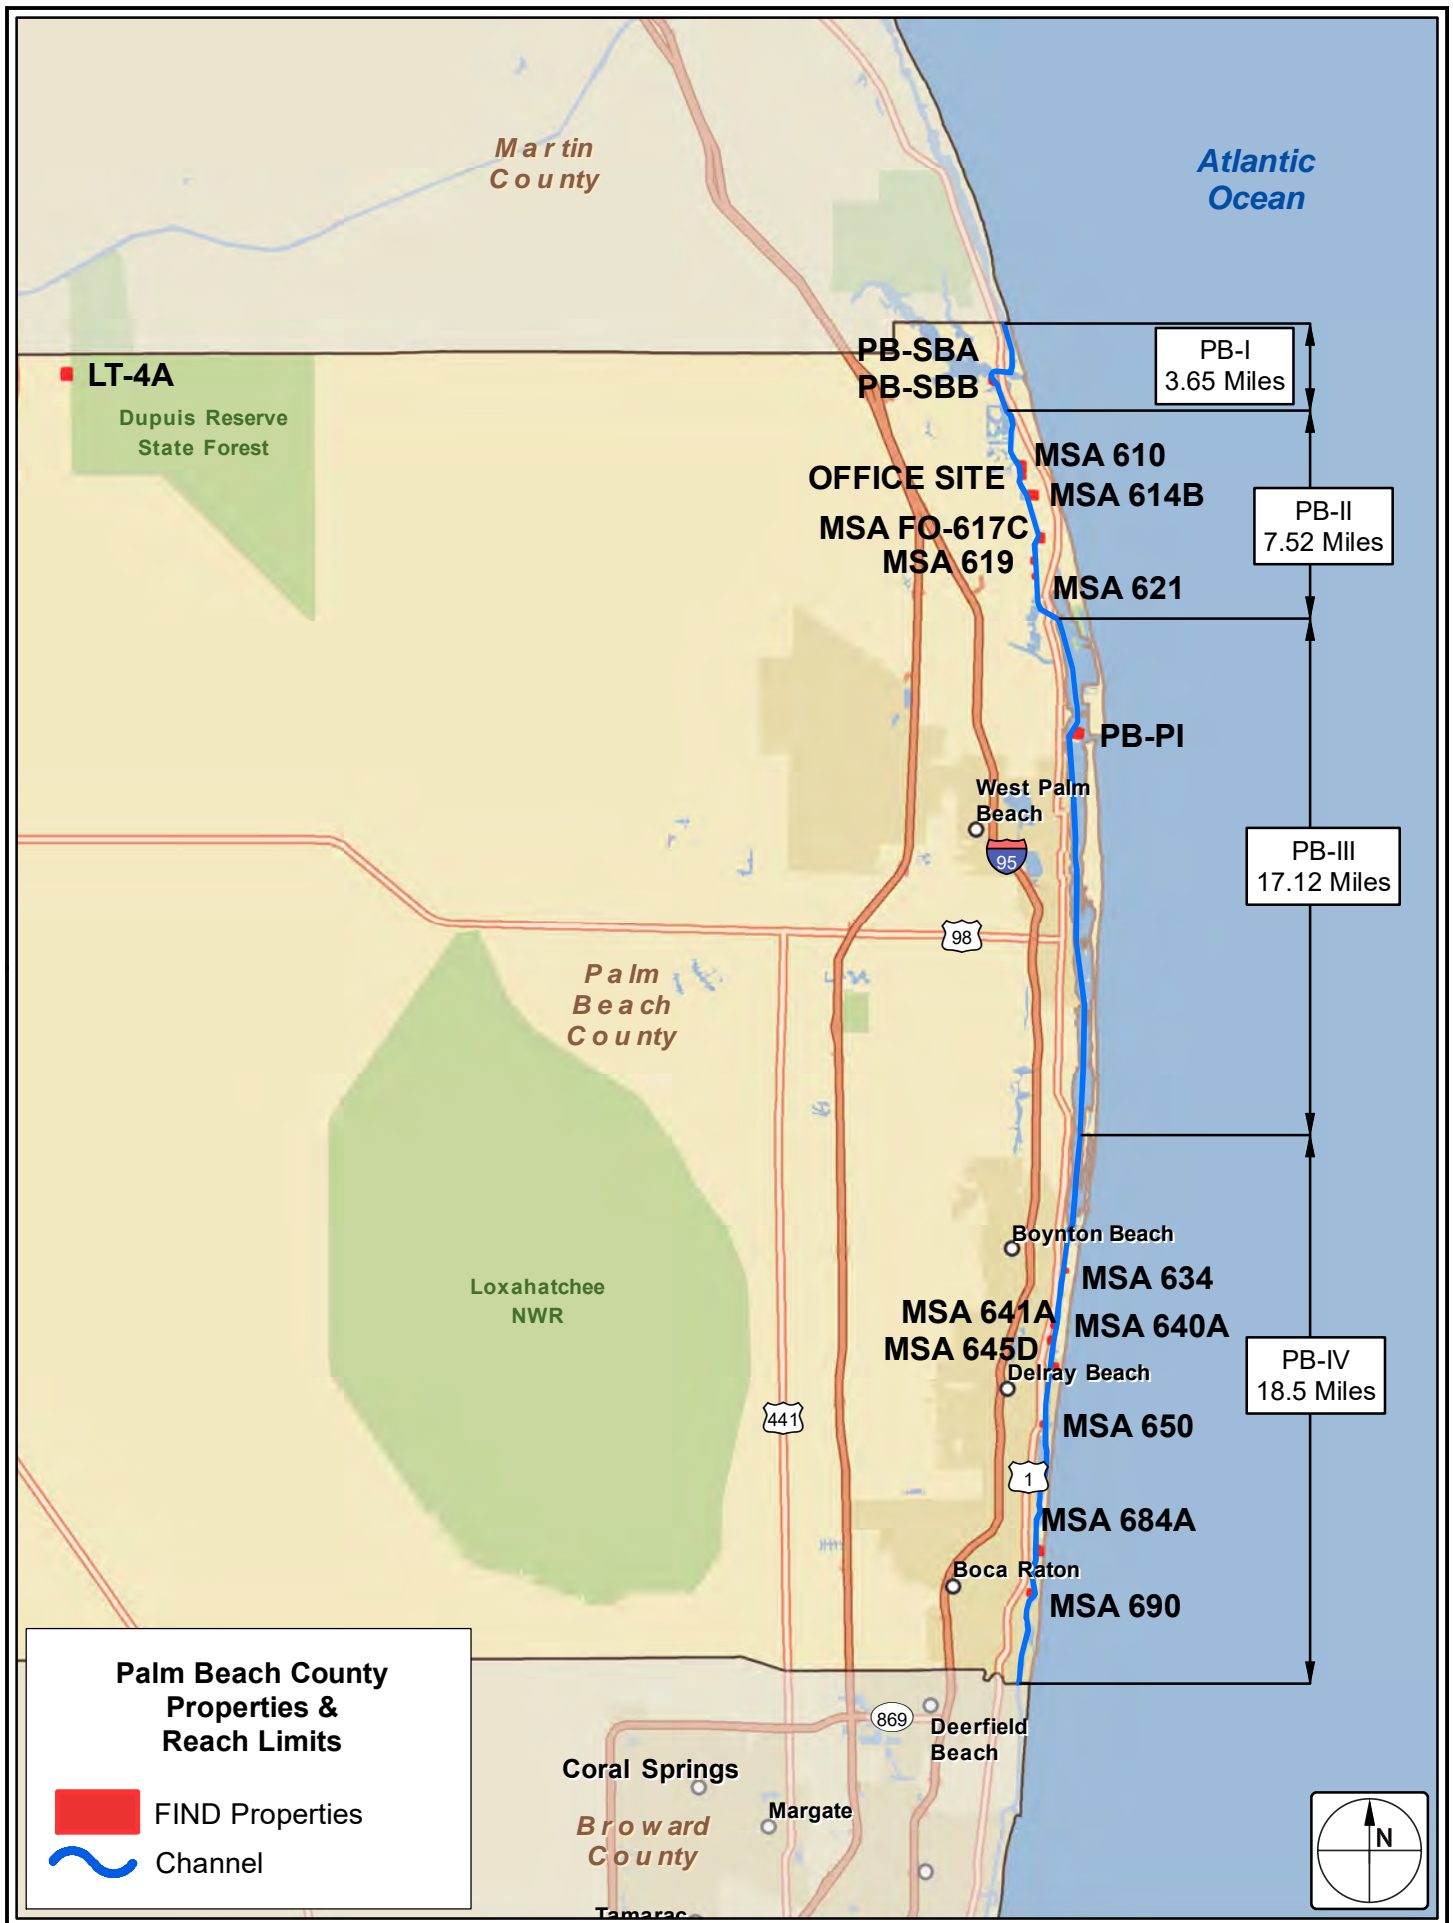 Martin
County
Atlantic
Ocean
PB-SBA
PB-SBB
PB-I
3.65 Miles
LT-4A
Dupuis Reserve
State Forest
MSA 610
OFFICE SITE
MSA 614B
PB-II
7.52 Miles
MSA FO-617C
MSA 619
MSA 621
PB-PI
West Palm
Beach
95
PB-III
17.12 Miles
98
Palm
Beach
County
Boynton Beach
MSA 634
Loxahatchee
NWR
MSA 641A
MSA 640A
MSA 645D
Delray Beach
PB-IV
18.5 Miles
441
MSA 650
1
MSA 684A
Boca Raton
MSA 690
Palm Beach County
Properties &
Reach Limits
FIND Properties
Channel
869
Deerfield
Beach
Coral Springs
Margate
Broward
County
Tamarac
N